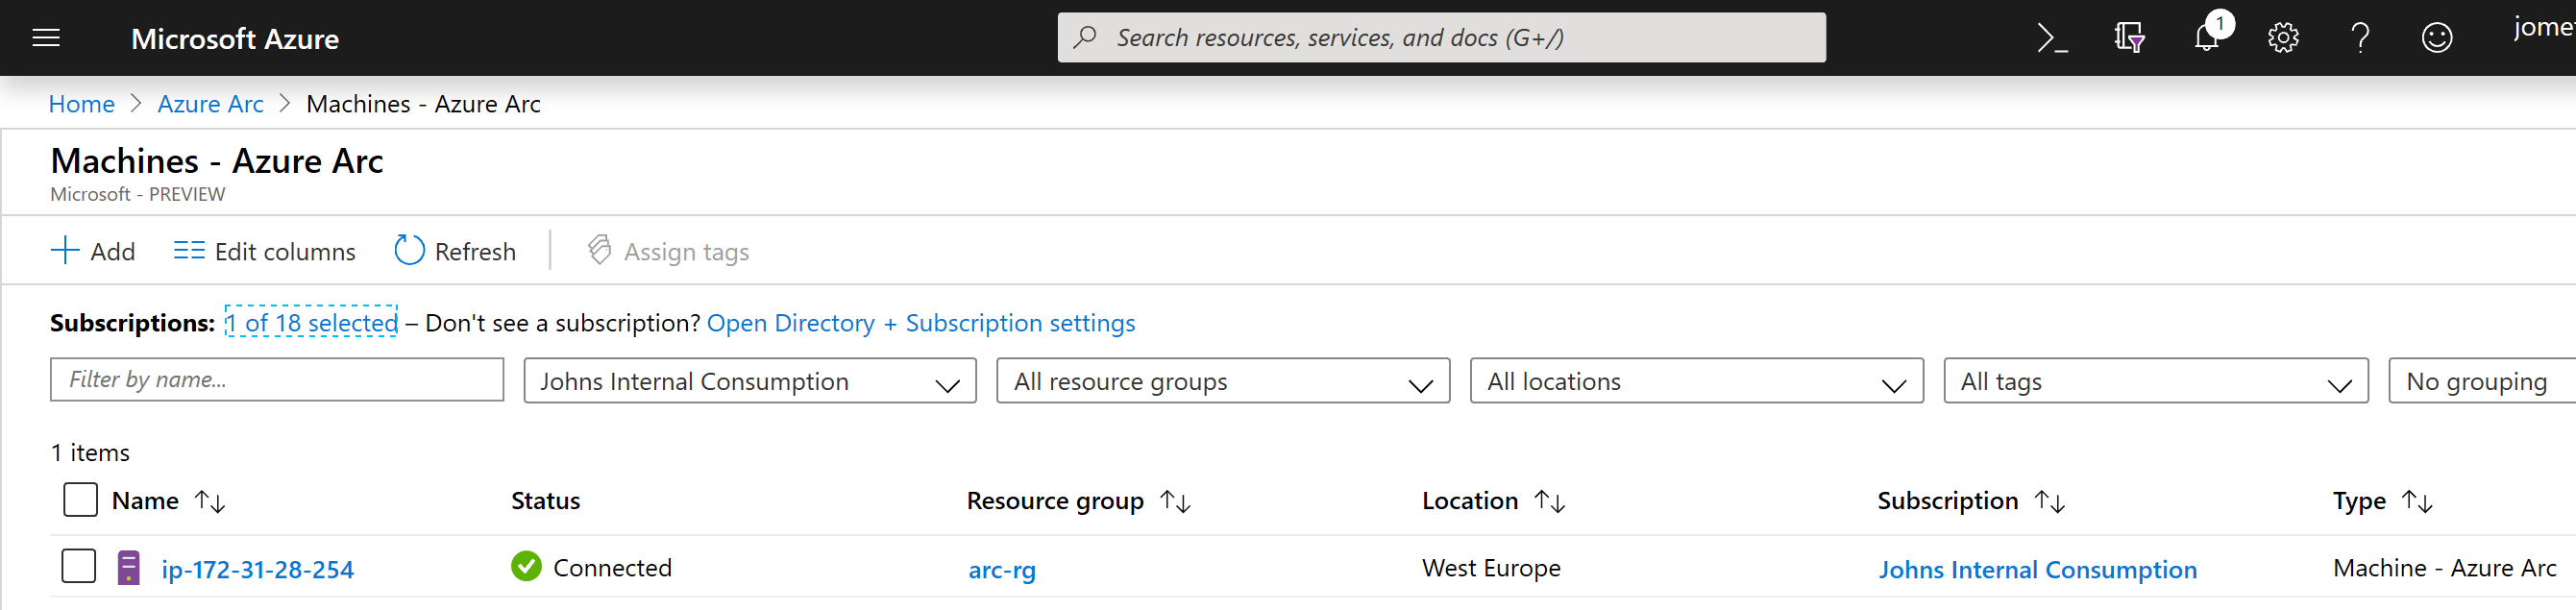 Microsoft Azure
Search resources, services, and docs (G+/)
1
jome
Home > Azure Arc > Machines - Azure Arc
Machines - Azure Arc
Microsoft - PREVIEW
Add
Edit columns
Refresh
Assign tags
Subscriptions: 1 of 18 selected – Don't see a subscription? Open Directory + Subscription settings
Filter by name...
Johns Internal Consumption
All resource groups
All locations
All tags
No grouping
1 items
Name Status Resource group Location Subscription Type
ip-172-31-28-254 Connected arc-rg West Europe Johns Internal Consumption Machine - Azure Arc